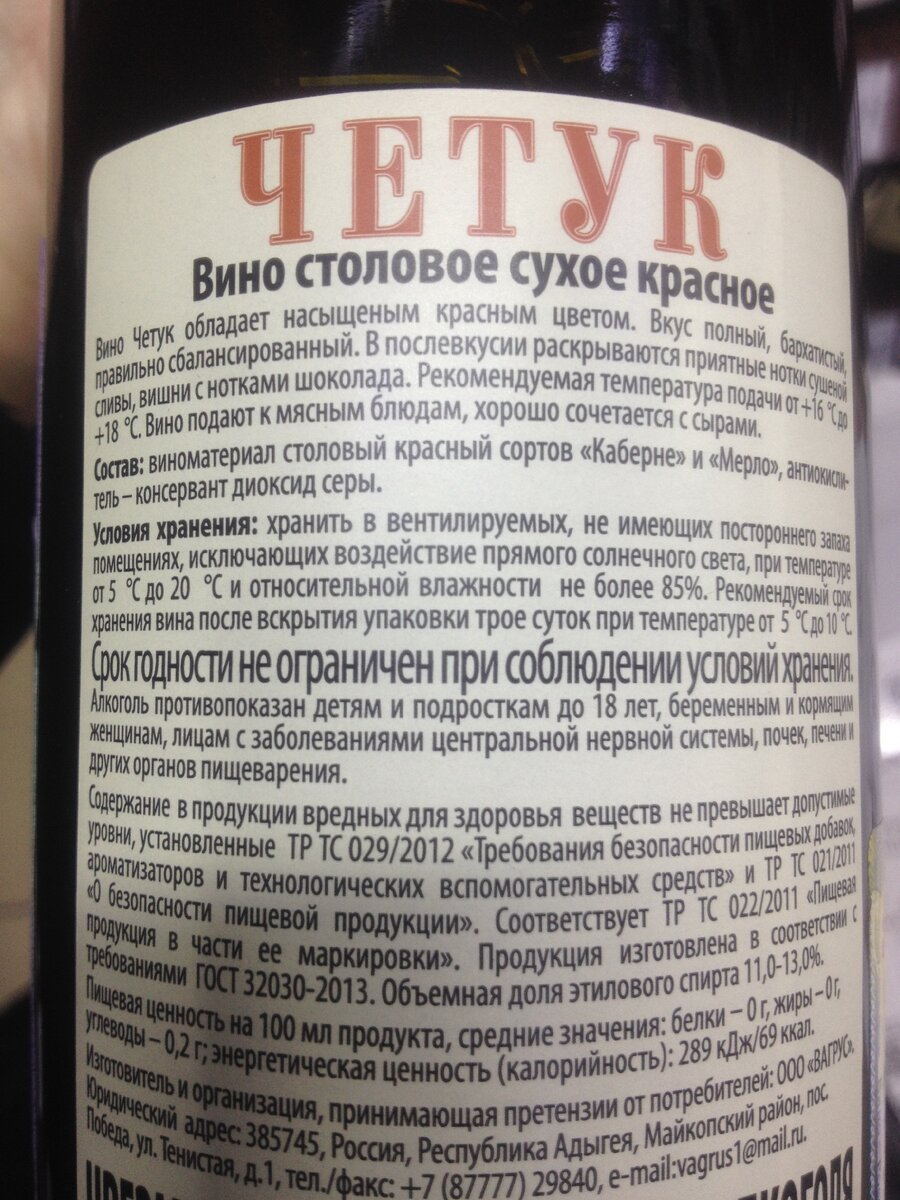 ЧЕТУК
Вино столовое сухое красное
Вино Четук обладает насыщеным красным цветом. Вкус полный, бархатистый,
правильно сбалансированный. В послевкусии раскрываются приятные нотки сушеной
сливы, вишни с нотками шоколада. Рекомендуемая температура подачи от +16 °С до
+18 °С. Вино подают к мясным блюдам, хорошо сочетается с сырами.
Состав: виноматериал столовый красный сортов «Каберне» и «Мерло», антиокисли-
тель – консервант диоксид серы.
Условия хранения: хранить в вентилируемых, не имеющих постороннего запаха
помещениях, исключающих воздействие прямого солнечного света, при температуре
от 5 °С до 20 °С и относительной влажности не более 85%. Рекомендуемый срок
хранения вина после вскрытия упаковки трое суток при температуре от 5 °С до 10 °С.
Срок годности не ограничен при соблюдении условий хранения.
Алкоголь противопоказан детям и подросткам до 18 лет, беременным и кормящим
женщинам, лицам с заболеваниями центральной нервной системы, почек, печени и
других органов пищеварения.
Содержание в продукции вредных для здоровья веществ не превышает допустимые
уровни, установленные ТР ТС 029/2012 «Требования безопасности пищевых добавок,
ароматизаторов и технологических вспомогательных средств» и ТР ТС 021/2011
«О безопасности пищевой продукции». Соответствует ТР ТС 022/2011 «Пищевая
продукция в части ее маркировки». Продукция изготовлена в соответствии с
требованиями ГОСТ 32030-2013. Объемная доля этилового спирта 11,0-13,0%.
Пищевая ценность на 100 мл продукта, средние значения: белки – 0 г, жиры – 0 г,
углеводы – 0,2 г; энергетическая ценность (калорийность): 289 кДж/69 ккал.
Изготовитель и организация, принимающая претензии от потребителей: ООО «ВАГРУС».
Юридический адрес: 385745, Россия, Республика Адыгея, Майкопский район, пос.
Победа, ул. Тенистая, д.1, тел./факс: +7 (87777) 29840, e-mail:vagrus1@mail.ru.